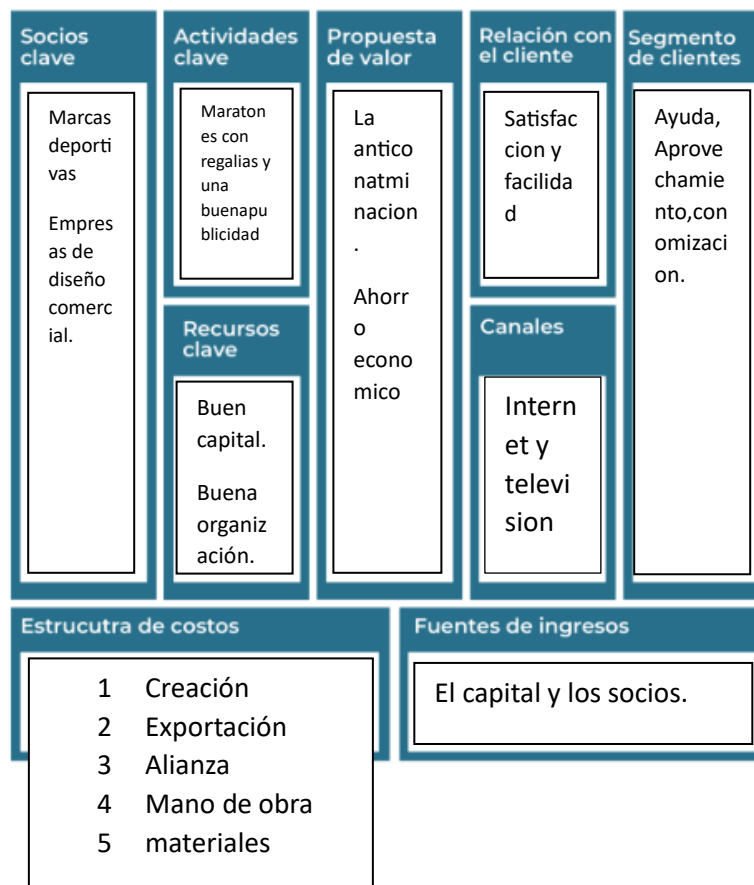 Socios
clave
Marcas
deporti
vas
Empres
as de
diseño
comerc
ial.
Actividades
clave
Maraton
es con
regalias y
una
buenapu
blicidad
Recursos
clave
Buen
capital.
Buena
organiz
ación.
Propuesta
de valor
La
antico
natmi
nacion
.
Ahorr
o
econo
mico
Relación con
el cliente
Satisfac
cion y
facilida
d
Canales
Intern
et y
televi
sion
Segmento
de clientes
Ayuda,
Aprove
chamie
nto,con
omizaci
on.
Estrucutra de costos
1 Creación
2 Exportación
3 Alianza
4 Mano de obra
5 materiales
Fuentes de ingresos
El capital y los socios.